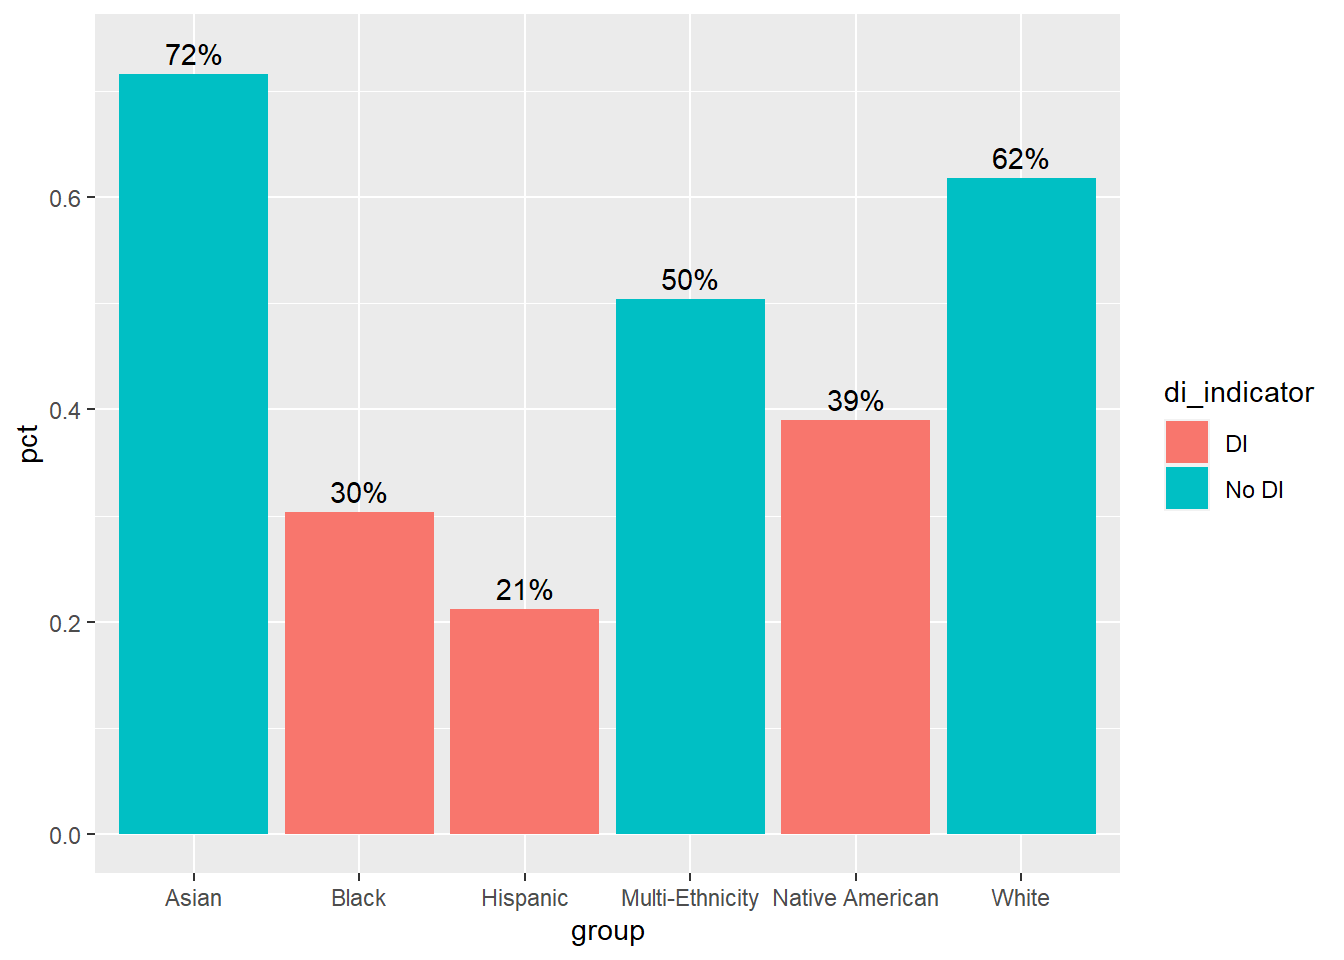 72%
62%
50%
39%
30%
21%
0.6
0.4
0.2
0.0
pct
Asian Black Hispanic Multi-Ethnicity Native American White
group
di_indicator
DI
No DI